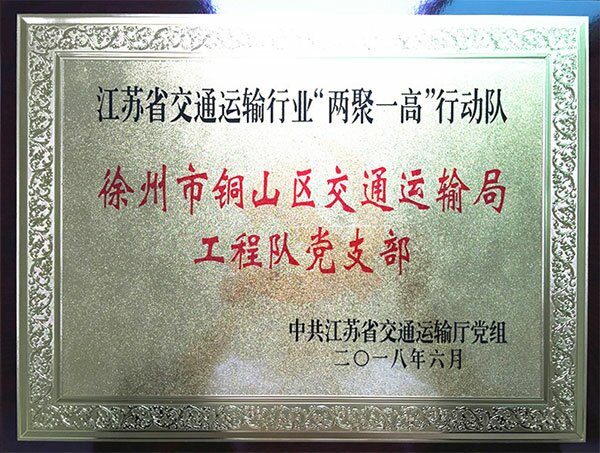 江苏省交通运输行业“两聚一高”行动队
徐州市铜山区交通运输局
工程队党支部
中共江苏省交通运输厅党组
二〇一八年六月